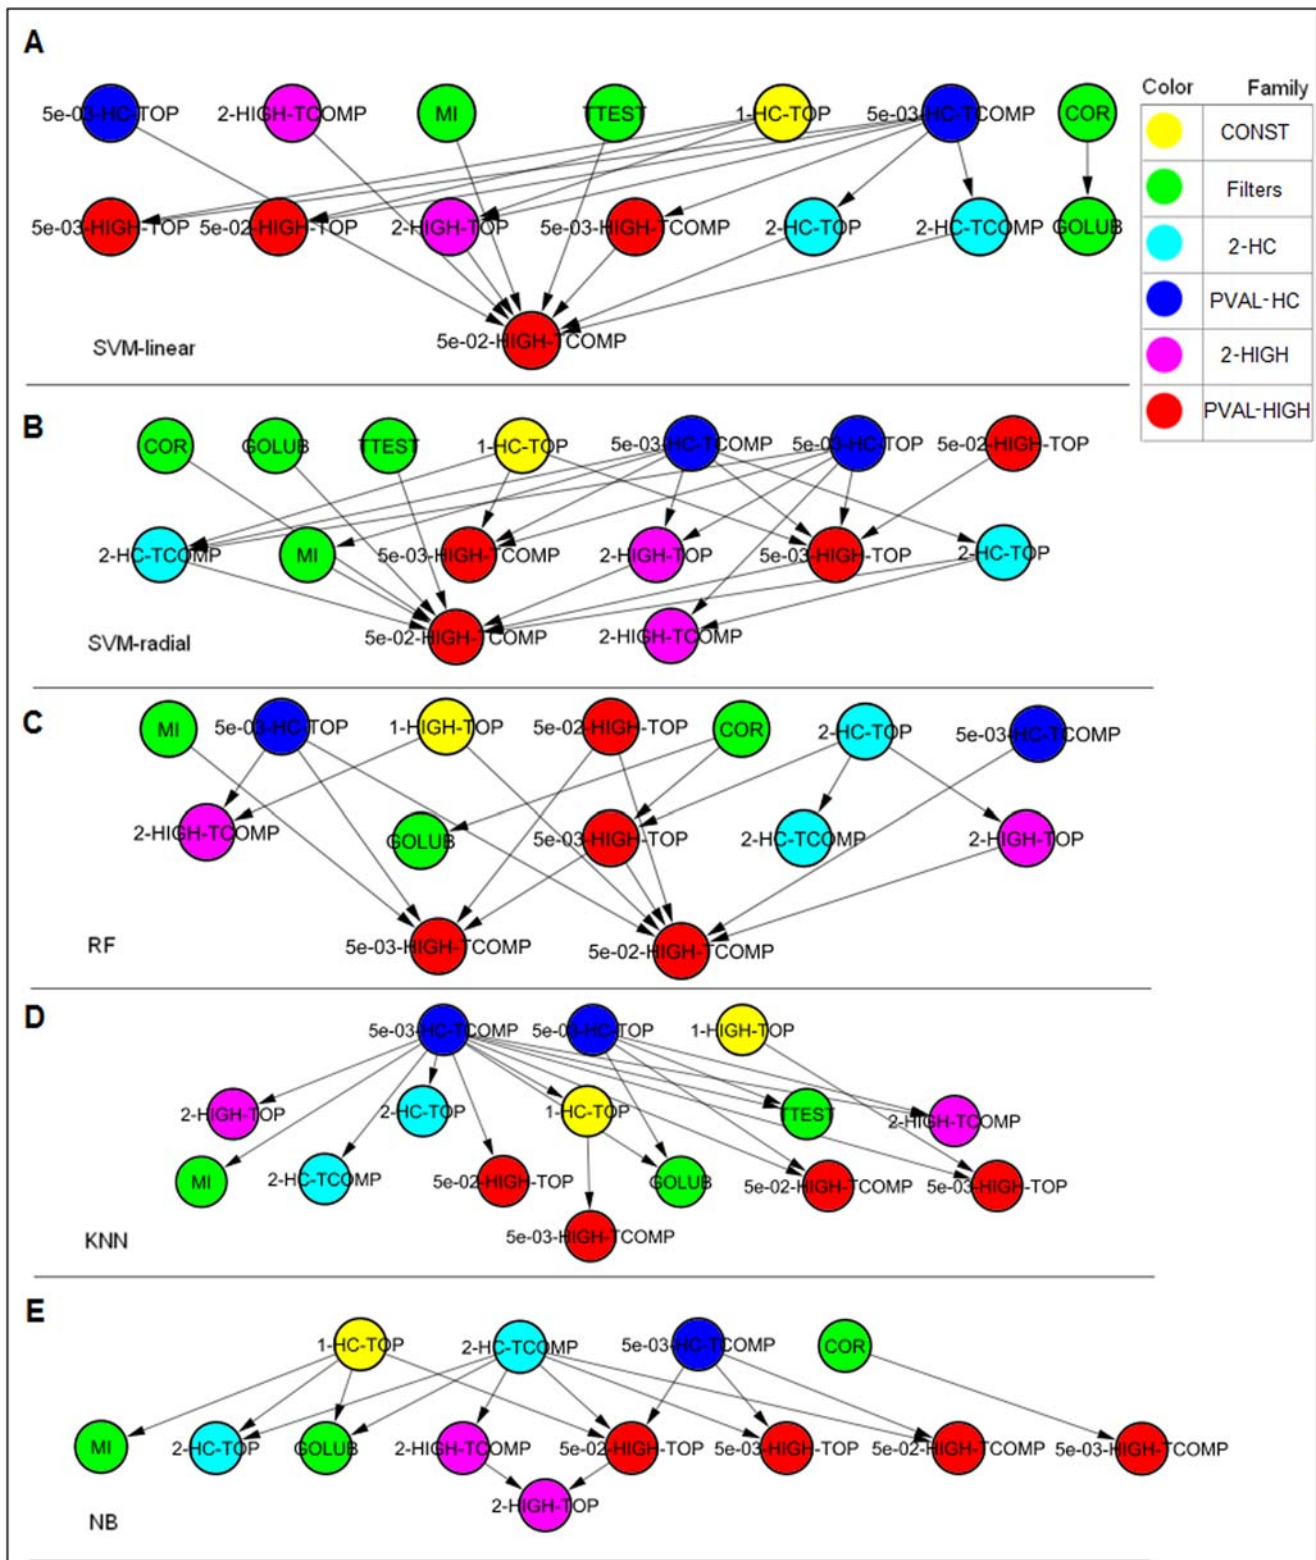 A
5e-03-HC-TOP 2-HIGH-TCOMP MI TTEST 1-HC-TOP 5e-03-HC-TCOMP COR
Color Family
CONST
Filters
2-HC
PVAL-HC
2-HIGH
PVAL-HIGH
5e-03-HIGH-TOP 5e-02-HIGH-TOP 2-HIGH-TOP 5e-03-HIGH-TCOMP 2-HC-TOP 2-HC-TCOMP GOLUB
5e-02-HIGH-TCOMP
SVM-linear
B
COR GOLUB TTEST 1-HC-TOP 5e-03-HC-TCOMP 5e-03-HC-TOP 5e-02-HIGH-TOP
2-HC-TCOMP MI 5e-03-HIGH-TCOMP 2-HIGH-TOP 5e-03-HIGH-TOP 2-HC-TOP
5e-02-HIGH-TCOMP 2-HIGH-TCOMP
SVM-radial
C
MI 5e-03-HC-TOP 1-HIGH-TOP 5e-02-HIGH-TOP COR 2-HC-TOP 5e-03-HC-TCOMP
2-HIGH-TCOMP GOLUB 5e-03-HIGH-TOP 2-HC-TCOMP 2-HIGH-TOP
5e-03-HIGH-TCOMP 5e-02-HIGH-TCOMP
RF
D
5e-03-HC-TCOMP 5e-03-HC-TOP 1-HIGH-TOP
2-HIGH-TOP 2-HC-TOP 1-HC-TOP TTEST 2-HIGH-TCOMP
MI 2-HC-TCOMP 5e-02-HIGH-TOP GOLUB 5e-02-HIGH-TCOMP 5e-03-HIGH-TOP
5e-03-HIGH-TCOMP
KNN
E
1-HC-TOP 2-HC-TCOMP 5e-03-HC-TCOMP COR
MI 2-HC-TOP GOLUB 2-HIGH-TCOMP 5e-02-HIGH-TOP 5e-03-HIGH-TOP 5e-02-HIGH-TCOMP 5e-03-HIGH-TCOMP
2-HIGH-TOP
NB